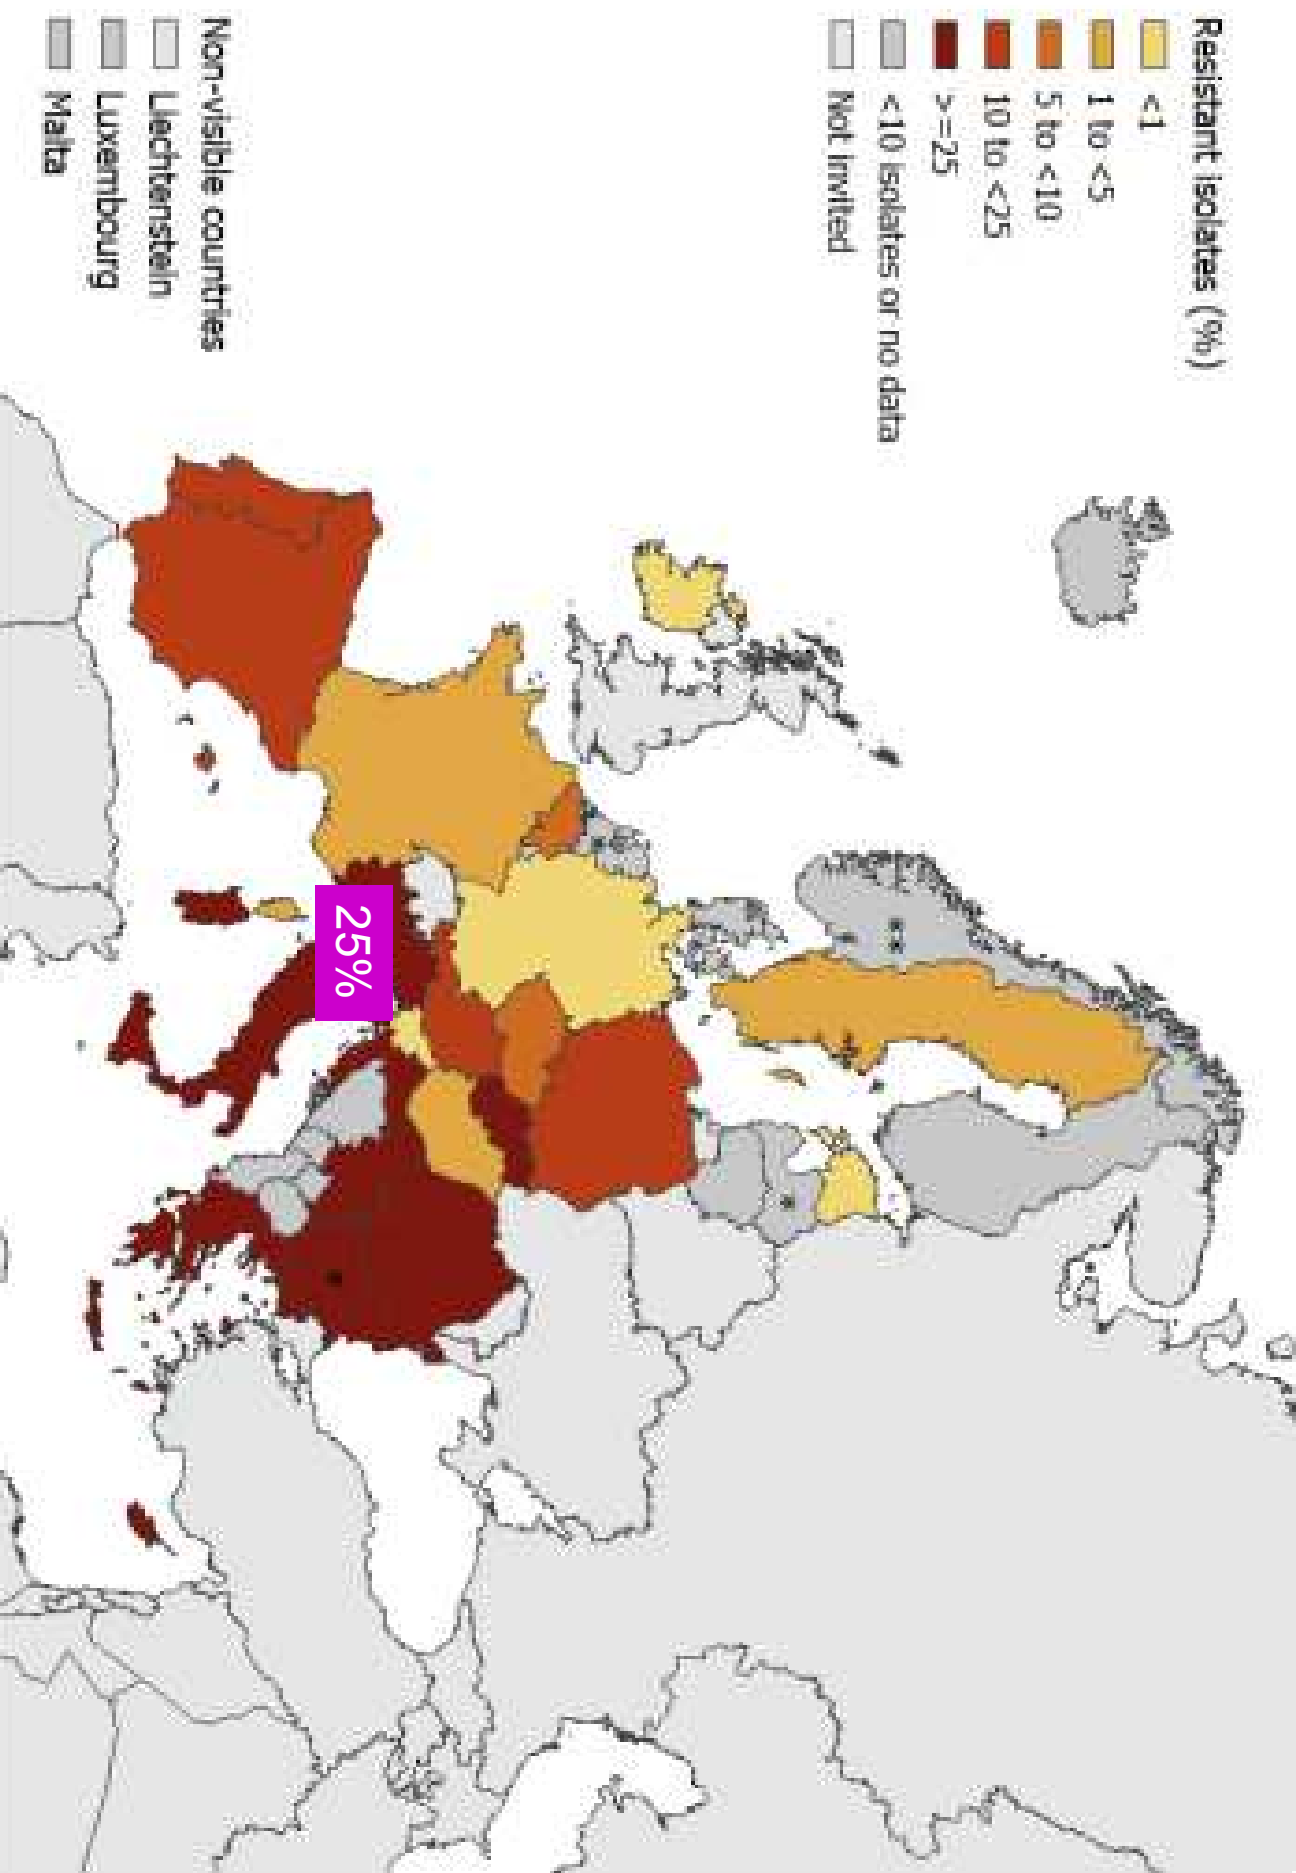 Resistant isolates (%)
<1
1 to <5
5 to <10
10 to <25
>=25
<10 isolates or no data
Not invited
Non-visible countries
Liechtenstein
Luxembourg
Malta
25%